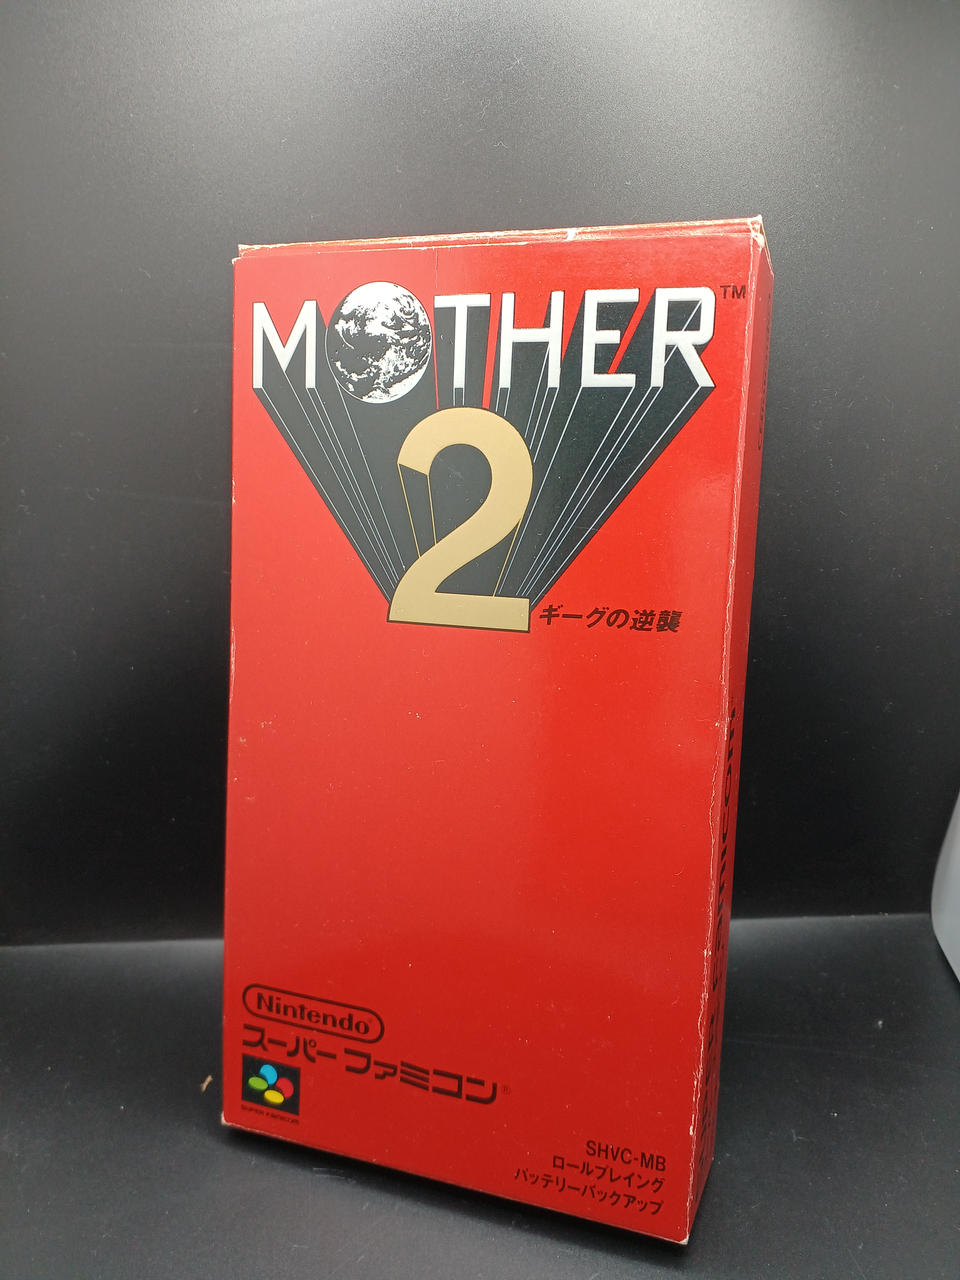 MOTHER™
2
ギーグの逆襲
Nintendo®
スーパーファミコン®
SUPER FAMICOM
SHVC-MB
ロールプレイング
バッテリーバックアップ